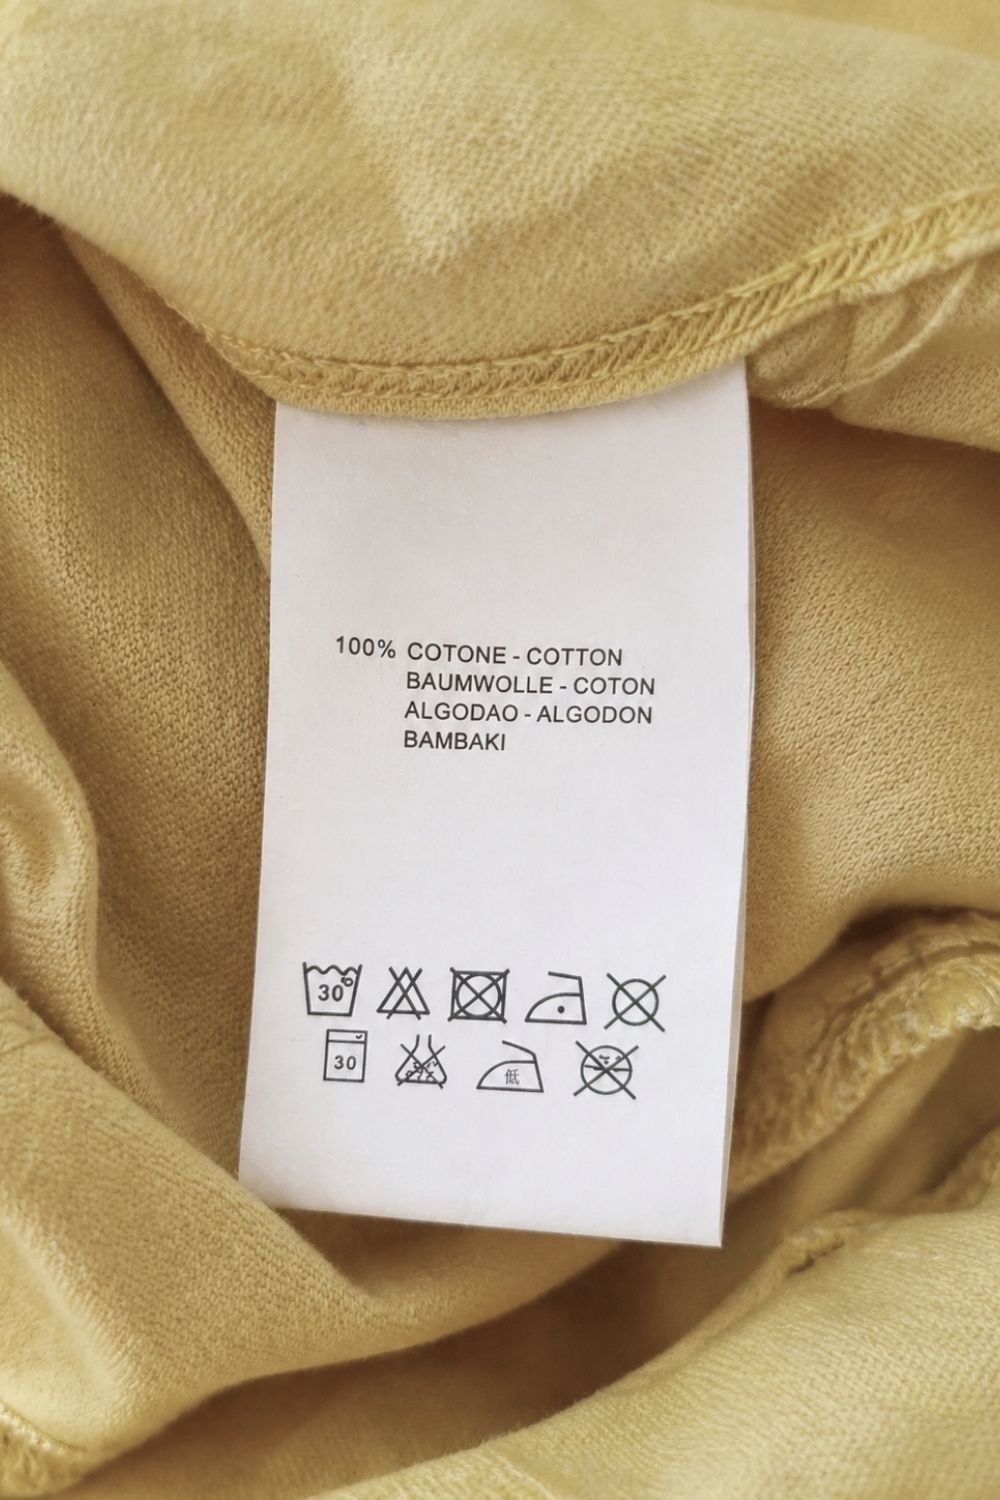 100% COTONE - COTTON
BAUMWOLLE - COTON
ALGODAO - ALGODON
BAMBAKI
30°
30
低